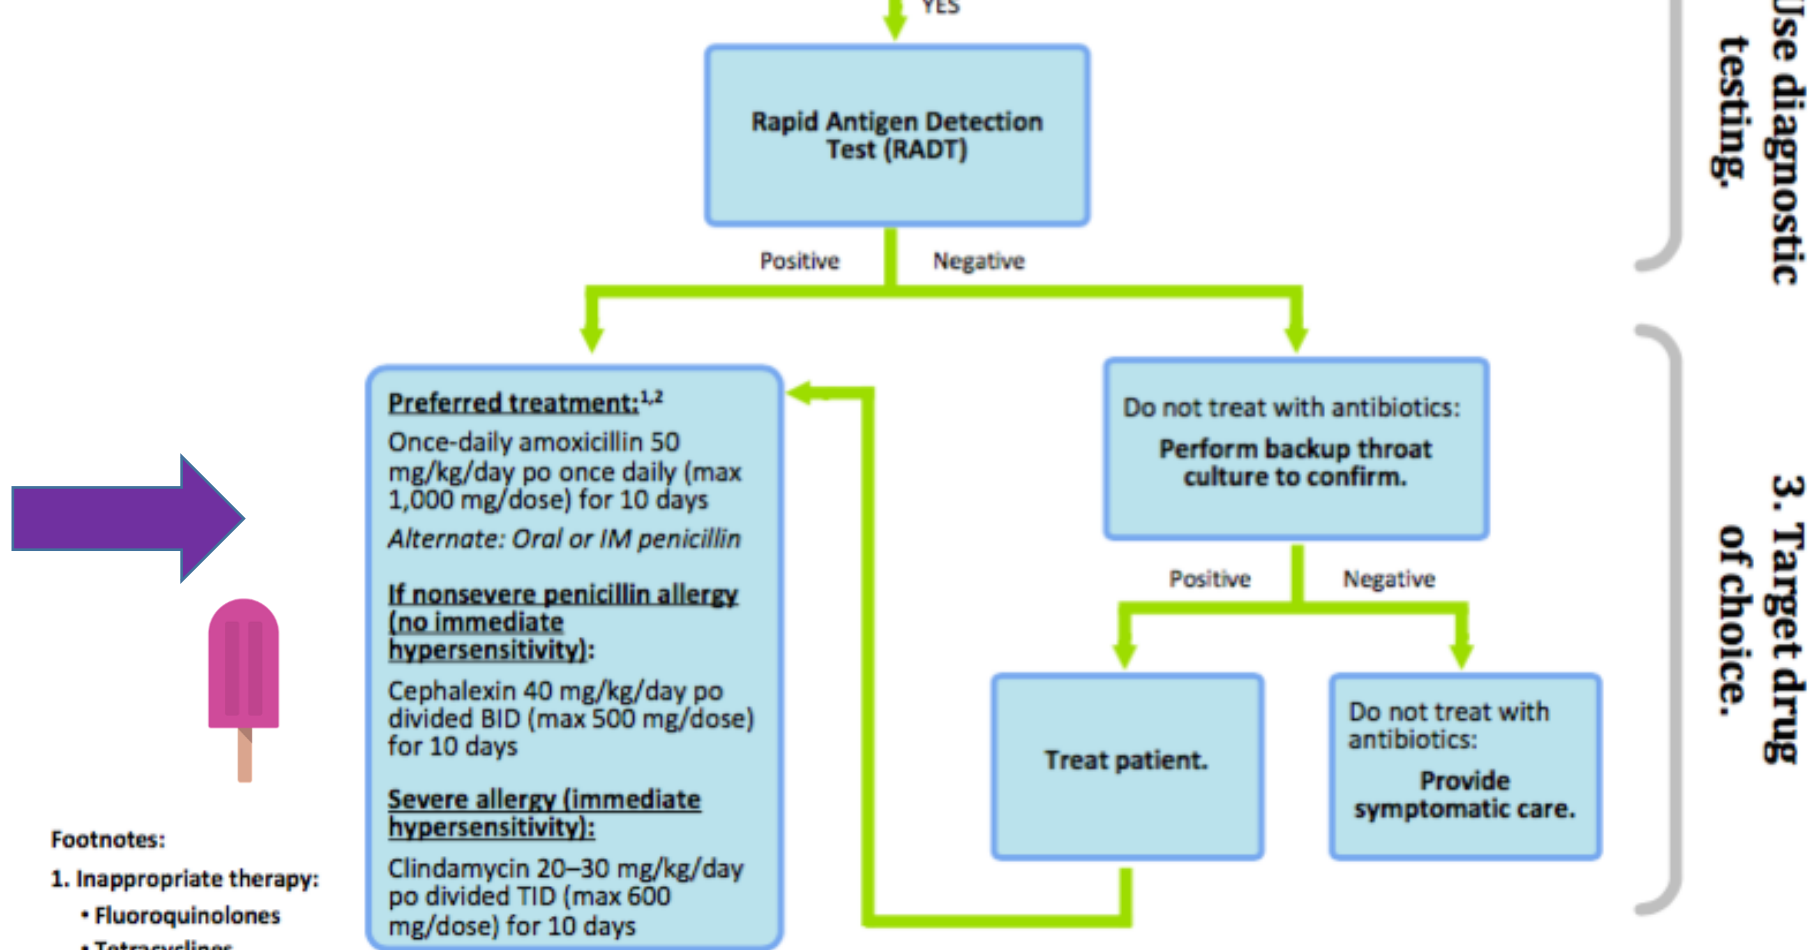 YES
Rapid Antigen Detection
Test (RADT)
Positive
Negative
Preferred treatment:1,2
Once-daily amoxicillin 50
mg/kg/day po once daily (max
1,000 mg/dose) for 10 days
Alternate: Oral or IM penicillin
If nonsevere penicillin allergy
(no immediate
hypersensitivity):
Cephalexin 40 mg/kg/day po
divided BID (max 500 mg/dose)
for 10 days
Severe allergy (immediate
hypersensitivity):
Clindamycin 20–30 mg/kg/day
po divided TID (max 600
mg/dose) for 10 days
Do not treat with antibiotics:
Perform backup throat
culture to confirm.
Positive
Negative
Treat patient.
Do not treat with
antibiotics:
Provide
symptomatic care.
Use diagnostic
testing.
3. Target drug
of choice.
Footnotes:
1. Inappropriate therapy:
• Fluoroquinolones
• Tetracyclines